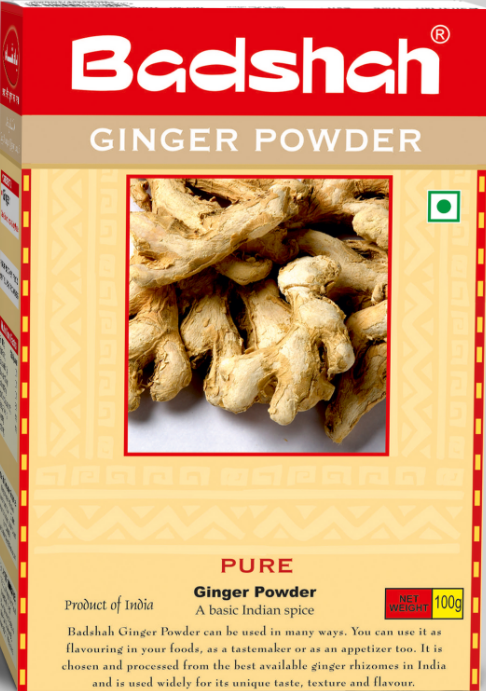 Badshah®
GINGER POWDER
PURE
Ginger Powder
Product of India
A basic Indian spice
NET
WEIGHT
100g
Badshah Ginger Powder can be used in many ways. You can use it as
flavouring in your foods, as a tastemaker or as an appetizer too. It is
chosen and processed from the best available ginger rhizomes in India
and is used widely for its unique taste, texture and flavour.